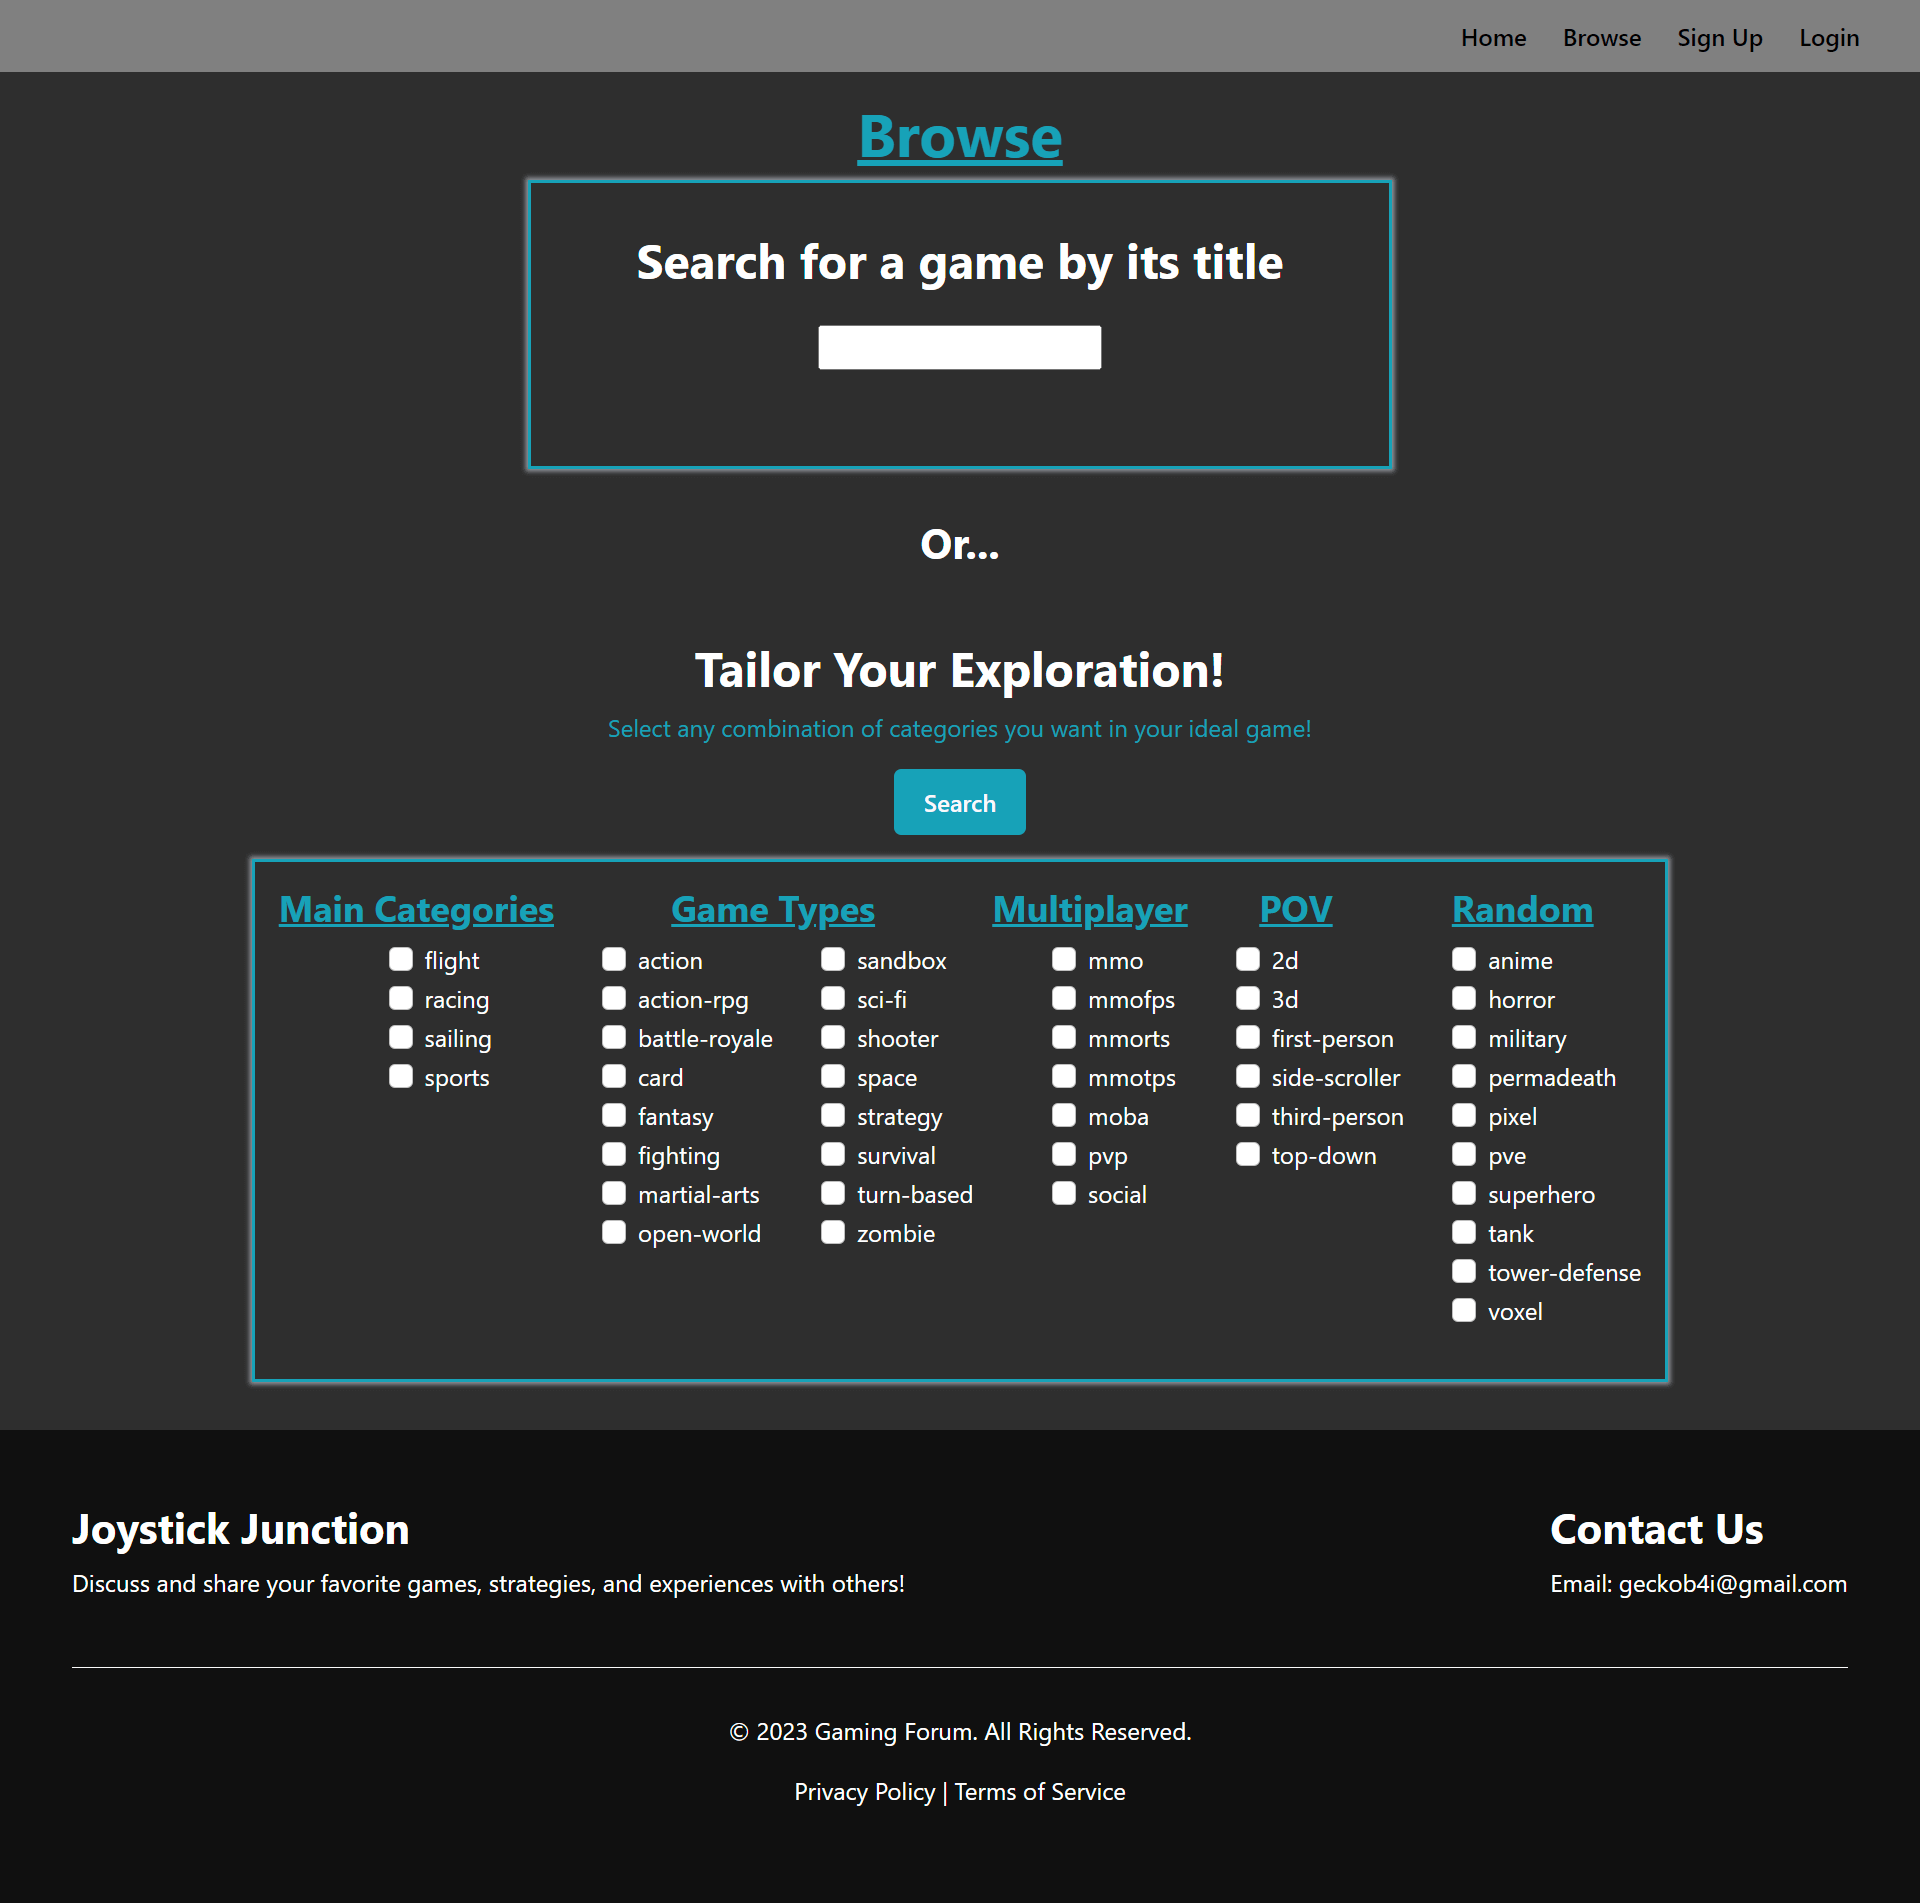 Home Browse Sign Up Login
Browse
Search for a game by its title
Or...
Tailor Your Exploration!
Select any combination of categories you want in your ideal game!
Search
Main Categories
flight
racing
sailing
sports
Game Types
action
action-rpg
battle-royale
card
fantasy
fighting
martial-arts
open-world
sandbox
sci-fi
shooter
space
strategy
survival
turn-based
zombie
Multiplayer
mmo
mmofps
mmorts
mmotps
moba
pvp
social
POV
2d
3d
first-person
side-scroller
third-person
top-down
Random
anime
horror
military
permadeath
pixel
pve
superhero
tank
tower-defense
voxel
Joystick Junction
Discuss and share your favorite games, strategies, and experiences with others!
Contact Us
Email: geckob4i@gmail.com
© 2023 Gaming Forum. All Rights Reserved.
Privacy Policy | Terms of Service